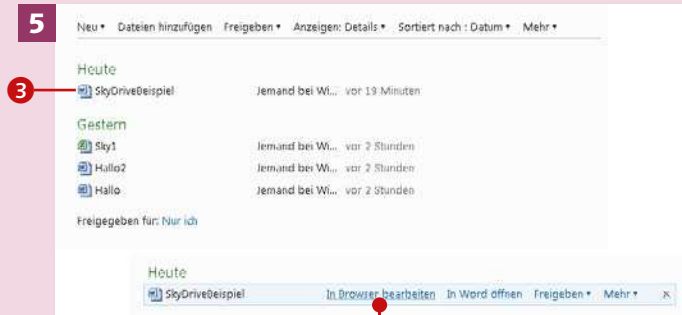 5
Neu Dateien hinzufügen Freigeben Anzeigen: Details Sortiert nach : Datum Mehr
Heute
3 SkyDriveBeispiel Jemand bei Wi... vor 19 Minuten
Gestern
Sky1 Jemand bei Wi... vor 2 Stunden
Hallo2 Jemand bei Wi... vor 2 Stunden
Hallo Jemand bei Wi... vor 2 Stunden
Freigegeben für: Nur ich
Heute
SkyDriveBeispiel In Browser bearbeiten In Word öffnen Freigeben Mehr x